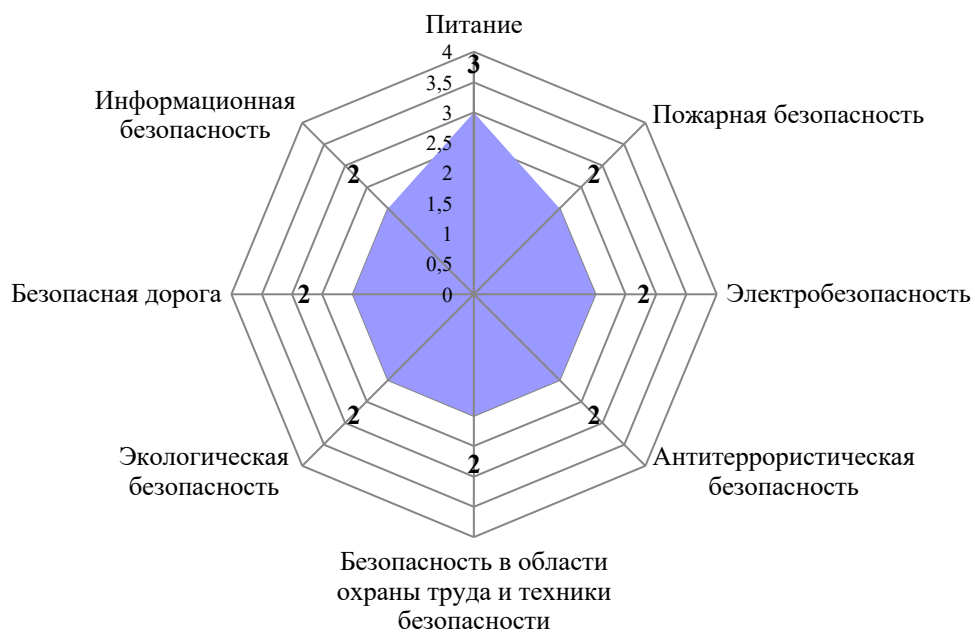 Питание
4
3
3,5
Информационная
безопасность
Пожарная безопасность
3
2,5
2
2
2
1,5
1
0,5
Безопасная дорога
2
0
2
Электробезопасность
2
2
Экологическая
безопасность
2
Антитеррористическая
безопасность
Безопасность в области
охраны труда и техники
безопасности